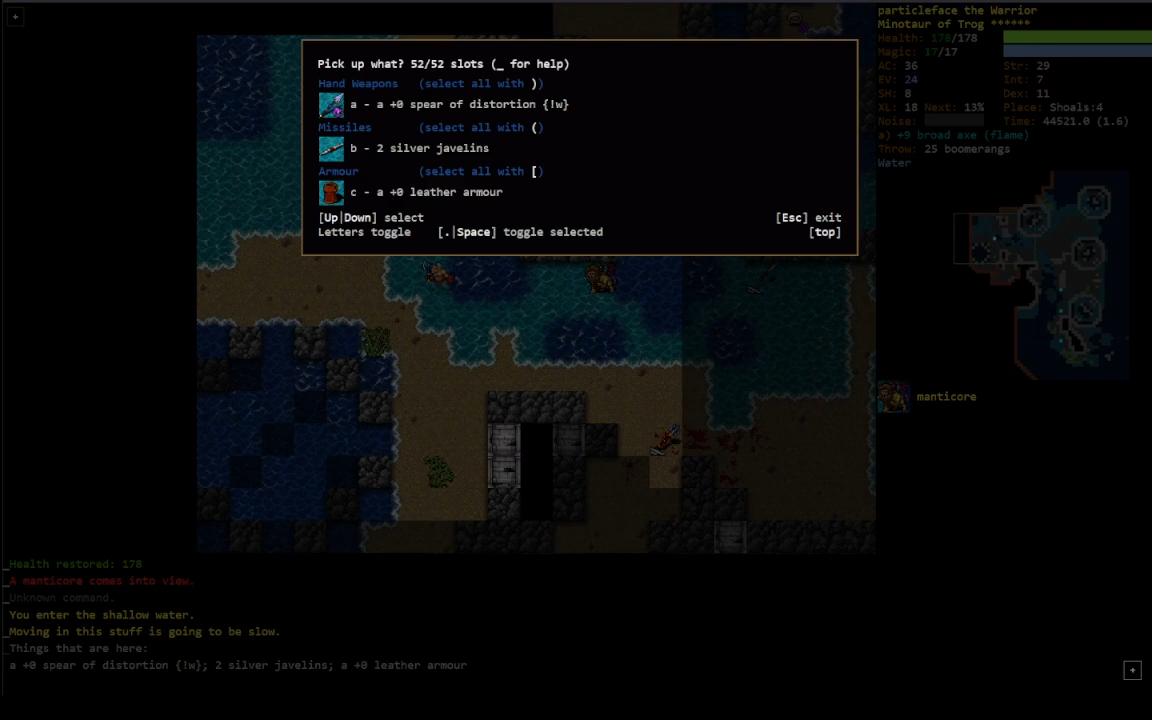 +
Pick up what? 52/52 slots (_ for help)
Hand Weapons (select all with ))
a - a +0 spear of distortion {!w}
Missiles (select all with ()
b - 2 silver javelins
Armour (select all with [)
c - a +0 leather armour
[Up|Down] select [Esc] exit
Letters toggle [.|Space] toggle selected [top]
particleface the Warrior
Minotaur of Trog ******
Health: 178/178
Magic: 17/17
AC: 36 Str: 29
EV: 24 Int: 7
SH: 8 Dex: 11
XL: 18 Next: 13% Place: Shoals:4
Noise: Time: 44521.0 (1.6)
a) +9 broad axe (flame)
Throw: 25 boomerangs
Water
manticore
_Health restored: 178
_A manticore comes into view.
_Unknown command.
You enter the shallow water.
_Moving in this stuff is going to be slow.
_Things that are here:
a +0 spear of distortion {!w}; 2 silver javelins; a +0 leather armour
+